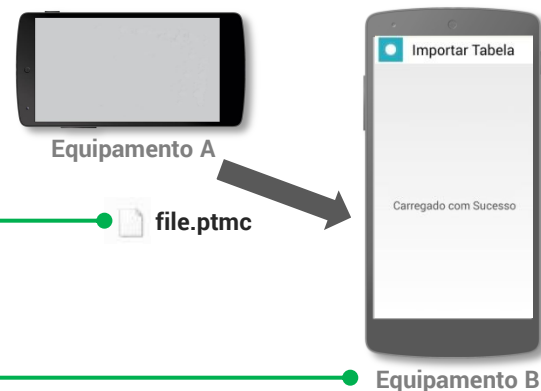 Importar Tabela
Equipamento A
Carregado com Sucesso
file.ptmc
Equipamento B